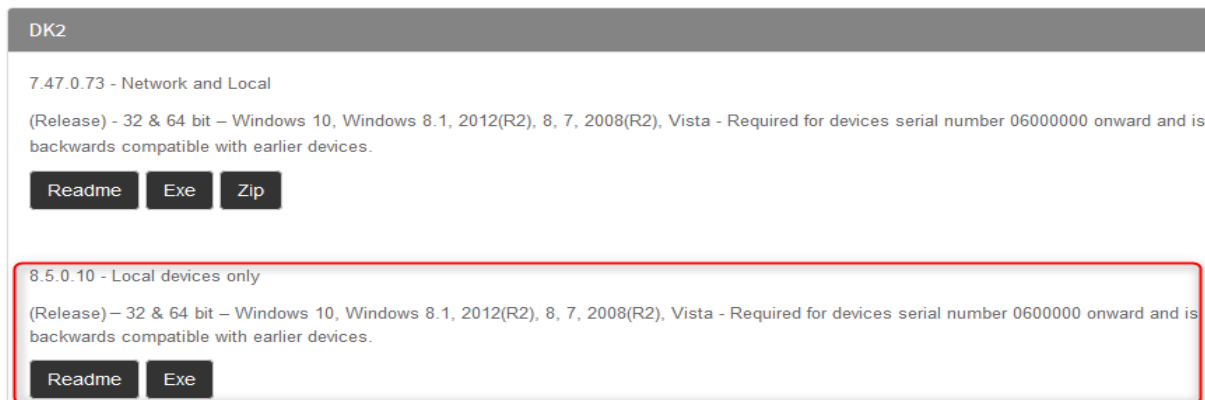 DK2
7.47.0.73 - Network and Local
(Release) - 32 & 64 bit – Windows 10, Windows 8.1, 2012(R2), 8, 7, 2008(R2), Vista - Required for devices serial number 06000000 onward and is
backwards compatible with earlier devices.
Readme Exe Zip
8.5.0.10 - Local devices only
(Release) – 32 & 64 bit – Windows 10, Windows 8.1, 2012(R2), 8, 7, 2008(R2), Vista - Required for devices serial number 0600000 onward and is
backwards compatible with earlier devices.
Readme Exe